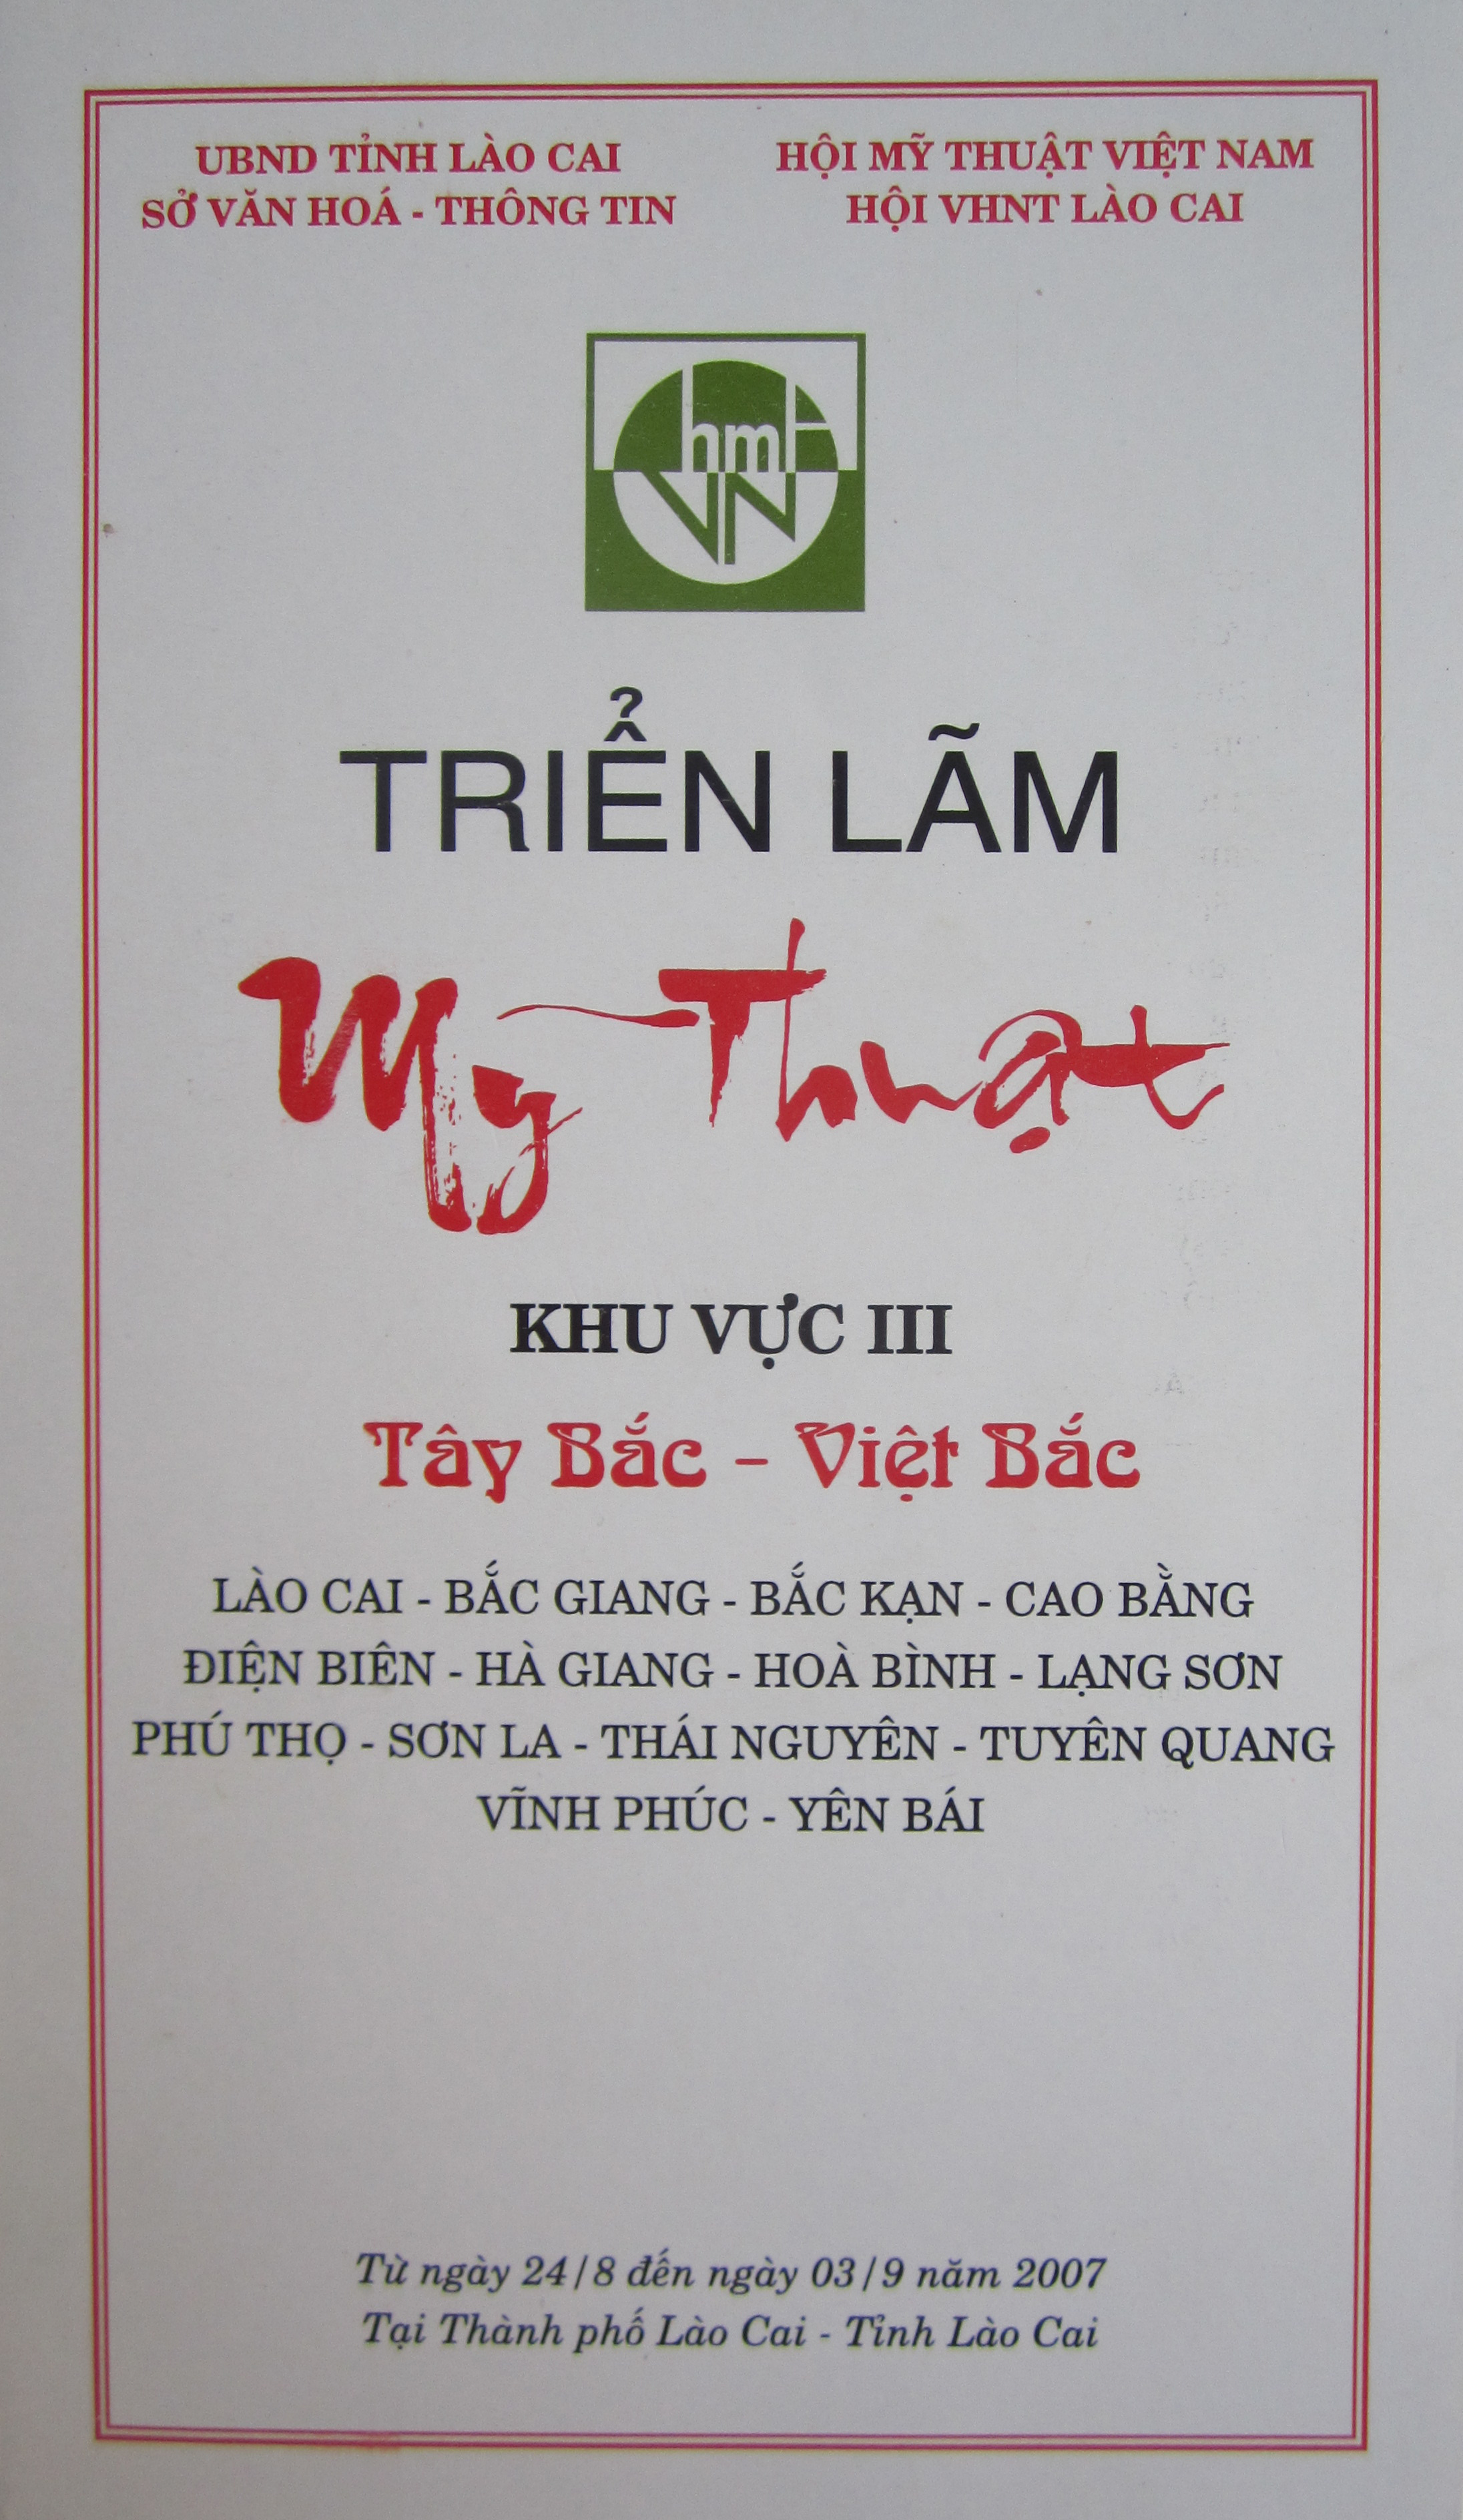 UBND TỈNH LÀO CAI
SỞ VĂN HOÁ - THÔNG TIN
HỘI MỸ THUẬT VIỆT NAM
HỘI VHNT LÀO CAI
hmt
VN
TRIỂN LÃM
Mỹ Thuật
KHU VỰC III
Tây Bắc - Việt Bắc
LÀO CAI - BẮC GIANG - BẮC KẠN - CAO BẰNG
ĐIỆN BIÊN - HÀ GIANG - HOÀ BÌNH - LẠNG SƠN
PHÚ THỌ - SƠN LA - THÁI NGUYÊN - TUYÊN QUANG
VĨNH PHÚC - YÊN BÁI
Từ ngày 24/8 đến ngày 03/9 năm 2007
Tại Thành phố Lào Cai - Tỉnh Lào Cai